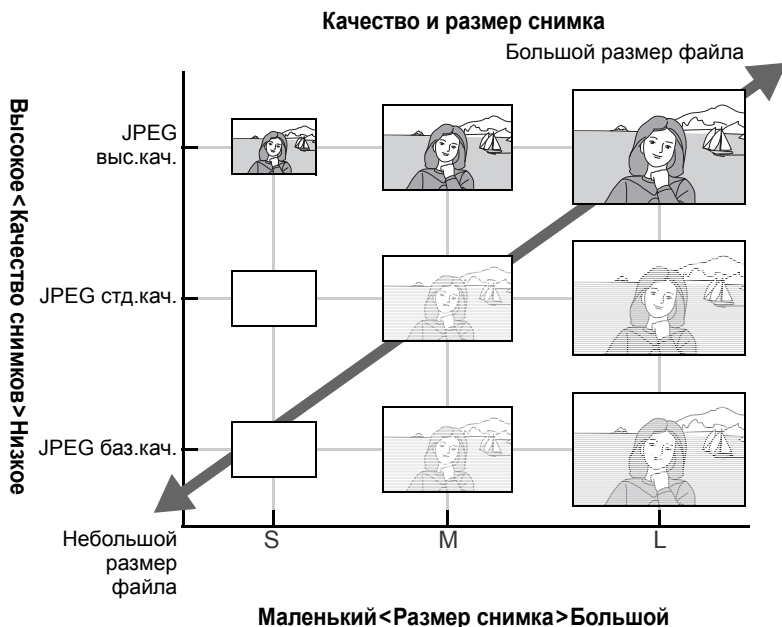 Качество и размер снимка
Большой размер файла
Высокое<Качество снимков>Низкое
JPEG
выс.кач.
JPEG стд.кач.
JPEG баз.кач.
Небольшой
размер
файла
S
M
L
Маленький<Размер снимка>Большой